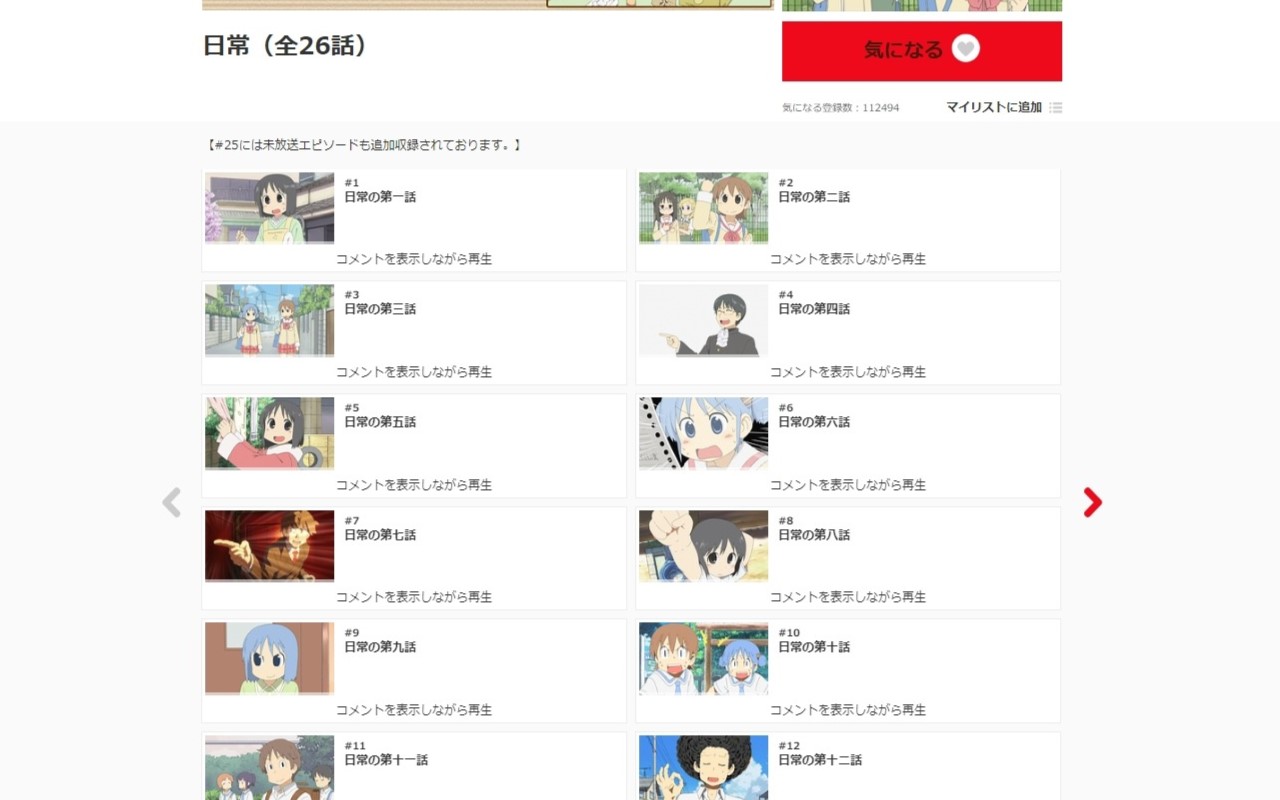 日常（全26話）
気になる
気になる登録数：112494
マイリストに追加
【#25には未放送エピソードも追加収録されております。】
#1
日常の第一話
コメントを表示しながら再生
#2
日常の第二話
コメントを表示しながら再生
#3
日常の第三話
コメントを表示しながら再生
#4
日常の第四話
コメントを表示しながら再生
#5
日常の第五話
コメントを表示しながら再生
#6
日常の第六話
コメントを表示しながら再生
#7
日常の第七話
コメントを表示しながら再生
#8
日常の第八話
コメントを表示しながら再生
#9
日常の第九話
コメントを表示しながら再生
#10
日常の第十話
コメントを表示しながら再生
#11
日常の第十一話
#12
日常の第十二話